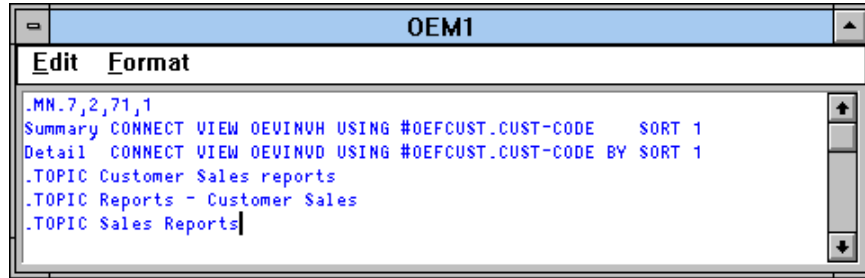 OEM1
Edit Format
.MN.7,2,71,1
Summary CONNECT VIEW OEVINVH USING #OEFCUST.CUST-CODE SORT 1
Detail CONNECT VIEW OEVINVD USING #OEFCUST.CUST-CODE BY SORT 1
.TOPIC Customer Sales reports
.TOPIC Reports - Customer Sales
.TOPIC Sales Reports